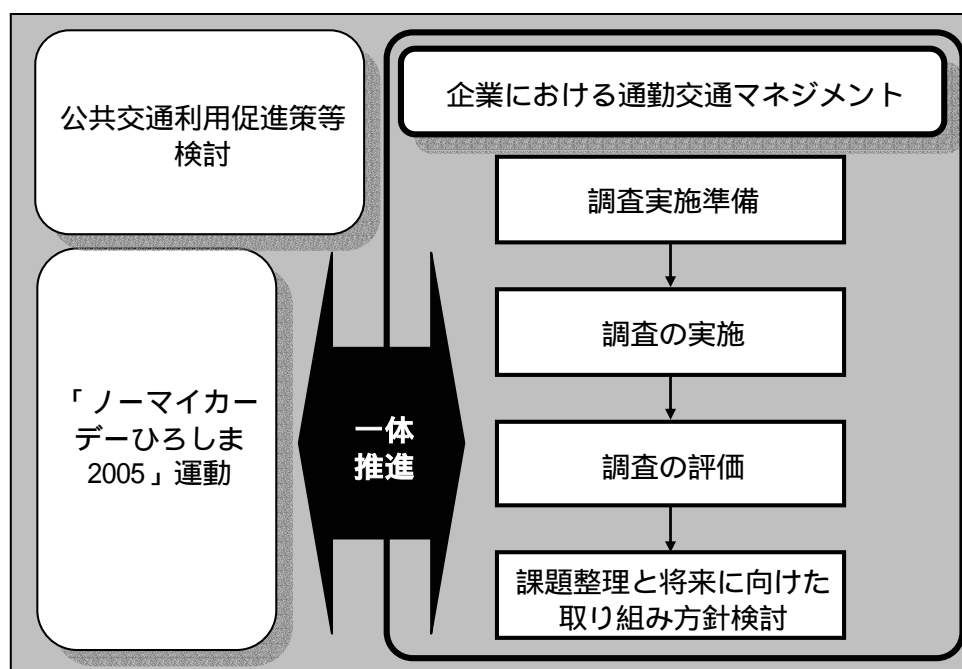 公共交通利用促進策等
検討
「ノーマイカー
デーひろしま
2005」運動
一体
推進
企業における通勤交通マネジメント
調査実施準備
調査の実施
調査の評価
課題整理と将来に向けた
取り組み方針検討